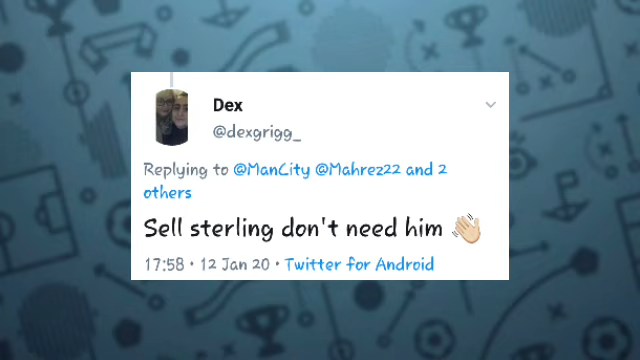 Dex
@dexgrigg_
Replying to @ManCity @Mahrez22 and 2
others
Sell sterling don't need him 👋🏻
17:58 · 12 Jan 20 · Twitter for Android